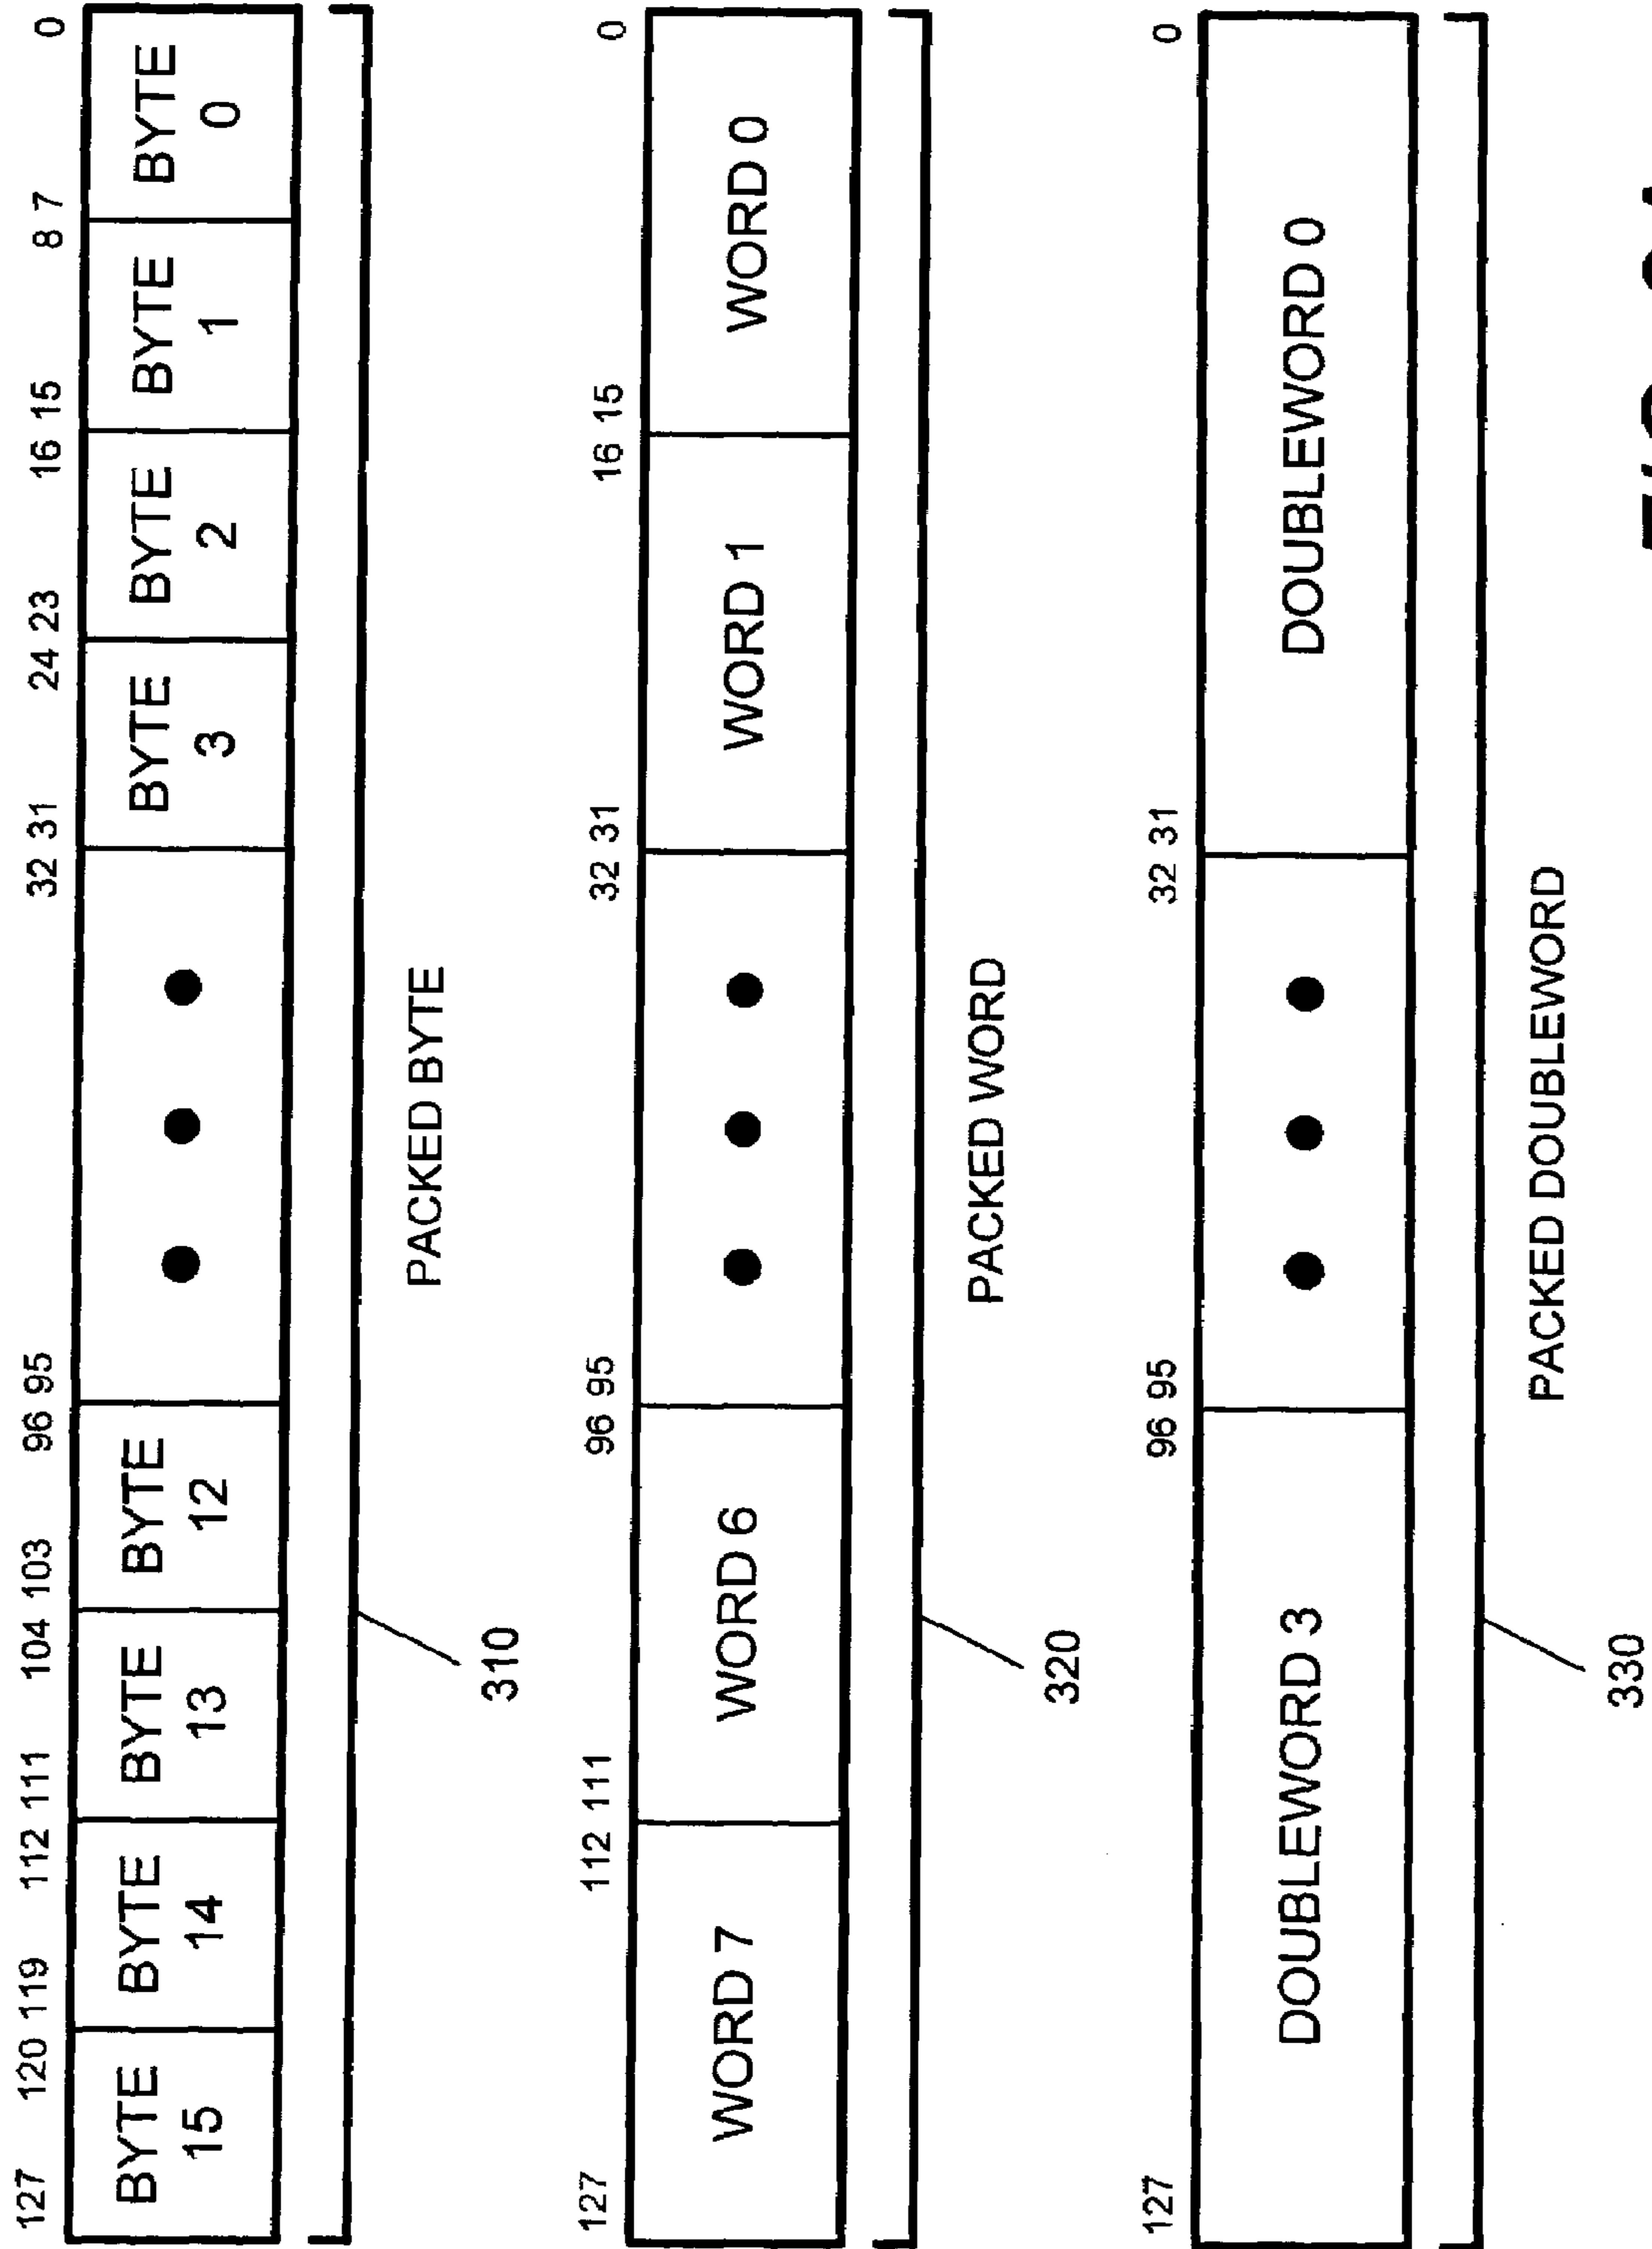 127 120 119 112 111 104 103 96 95 32 31 24 23 16 15 8 7 0
BYTE 15 BYTE 14 BYTE 13 BYTE 12 BYTE 3 BYTE 2 BYTE 1 BYTE 0
PACKED BYTE
310
127 112 111 96 95 32 31 16 15 0
WORD 7 WORD 6 WORD 1 WORD 0
PACKED WORD
320
127 96 95 32 31 0
DOUBLEWORD 3 DOUBLEWORD 0
PACKED DOUBLEWORD
330